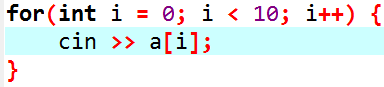 for(int i = 0; i < 10; i++) {
    cin >> a[i];
}